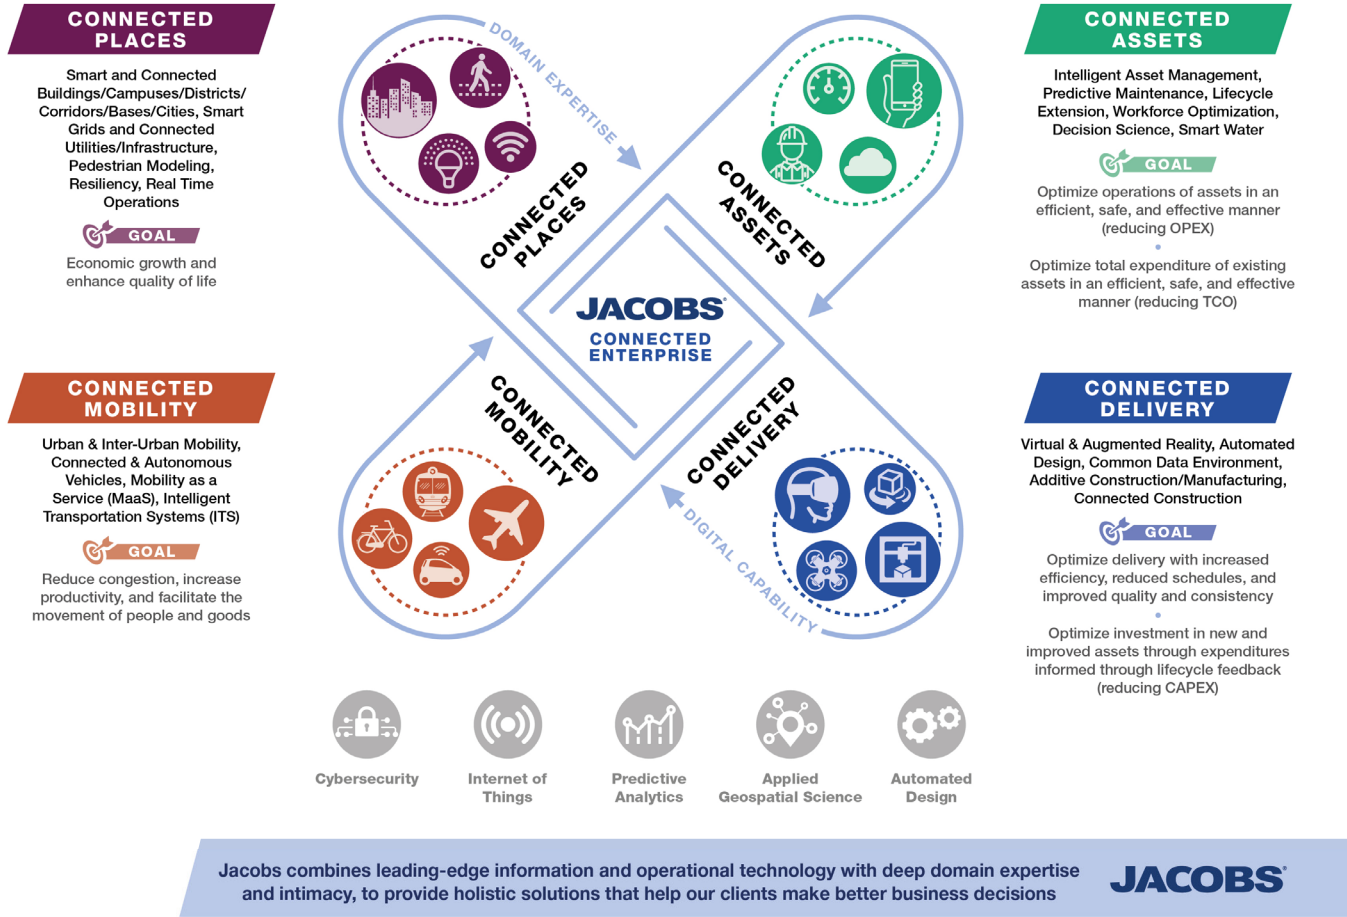 CONNECTED
PLACES
Smart and Connected
Buildings/Campuses/Districts/
Corridors/Bases/Cities, Smart
Grids and Connected
Utilities/Infrastructure,
Pedestrian Modeling,
Resiliency, Real Time
Operations
GOAL
Economic growth and
enhance quality of life
CONNECTED
MOBILITY
Urban & Inter-Urban Mobility,
Connected & Autonomous
Vehicles, Mobility as a
Service (MaaS), Intelligent
Transportation Systems (ITS)
GOAL
Reduce congestion, increase
productivity, and facilitate the
movement of people and goods
DOMAIN EXPERTISE
CONNECTED
PLACES
CONNECTED
ASSETS
JACOBS®
CONNECTED
ENTERPRISE
CONNECTED
MOBILITY
CONNECTED
DELIVERY
DIGITAL CAPABILITY
CONNECTED
ASSETS
Intelligent Asset Management,
Predictive Maintenance, Lifecycle
Extension, Workforce Optimization,
Decision Science, Smart Water
GOAL
Optimize operations of assets in an
efficient, safe, and effective manner
(reducing OPEX)
•
Optimize total expenditure of existing
assets in an efficient, safe, and effective
manner (reducing TCO)
CONNECTED
DELIVERY
Virtual & Augmented Reality, Automated
Design, Common Data Environment,
Additive Construction/Manufacturing,
Connected Construction
GOAL
Optimize delivery with increased
efficiency, reduced schedules, and
improved quality and consistency
•
Optimize investment in new and
improved assets through expenditures
informed through lifecycle feedback
(reducing CAPEX)
Cybersecurity
Internet of
Things
Predictive
Analytics
Applied
Geospatial Science
Automated
Design
Jacobs combines leading-edge information and operational technology with deep domain expertise
and intimacy, to provide holistic solutions that help our clients make better business decisions
JACOBS®